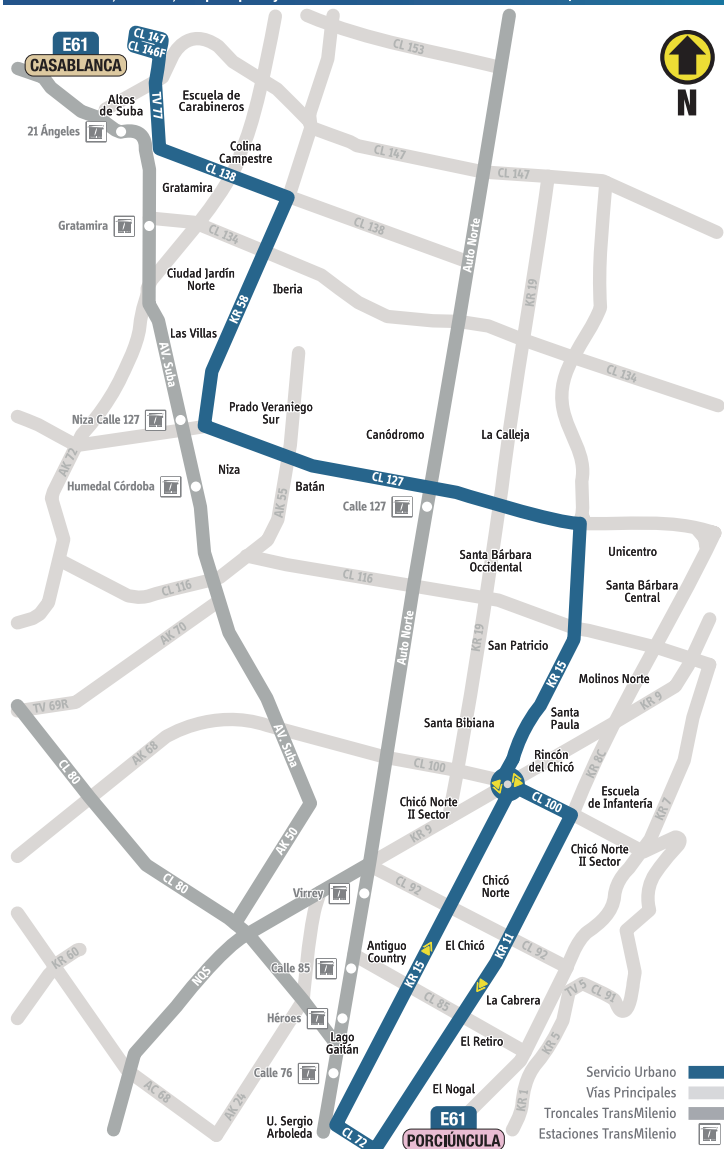 E61
CASABLANCA
CL 147
CL 146F
CL 153
N
Altos
de Suba
TV 77
Escuela de
Carabineros
21 Ángeles
Colina
Campestre
CL 147
CL 147
CL 138
Gratamira
Gratamira
CL 134
CL 138
Auto Norte
Ciudad Jardín
Norte
Iberia
KR 19
KR 58
Las Villas
AV. Suba
CL 134
Prado Veraniego
Sur
Niza Calle 127
Canódromo
La Calleja
AK 72
Niza
Humedal Córdoba
Batán
CL 127
AK 55
Calle 127
Unicentro
Santa Bárbara
Occidental
CL 116
CL 116
Santa Bárbara
Central
AK 70
Auto Norte
KR 19
San Patricio
KR 15
Molinos Norte
TV 69R
KR 9
Santa
Paula
Santa Bibiana
AK 68
AV. Suba
CL 80
CL 100
Rincón
del Chicó
KR 8C
CL 100
Escuela
de Infantería
Chicó Norte
II Sector
KR 7
KR 9
AK 50
Chicó Norte
II Sector
CL 80
Virrey
CL 92
Chicó
Norte
KR 60
Antiguo
Country
El Chicó
KR 11
CL 92
NQS
Calle 85
KR 15
TV 5
CL 91
CL 85
La Cabrera
Héroes
Lago
Gaitán
El Retiro
KR 5
Calle 76
Servicio Urbano
AC 68
AK 24
El Nogal
KR 1
Vías Principales
U. Sergio
Arboleda
E61
Troncales TransMilenio
CL 72
PORCIÚNCULA
Estaciones TransMilenio